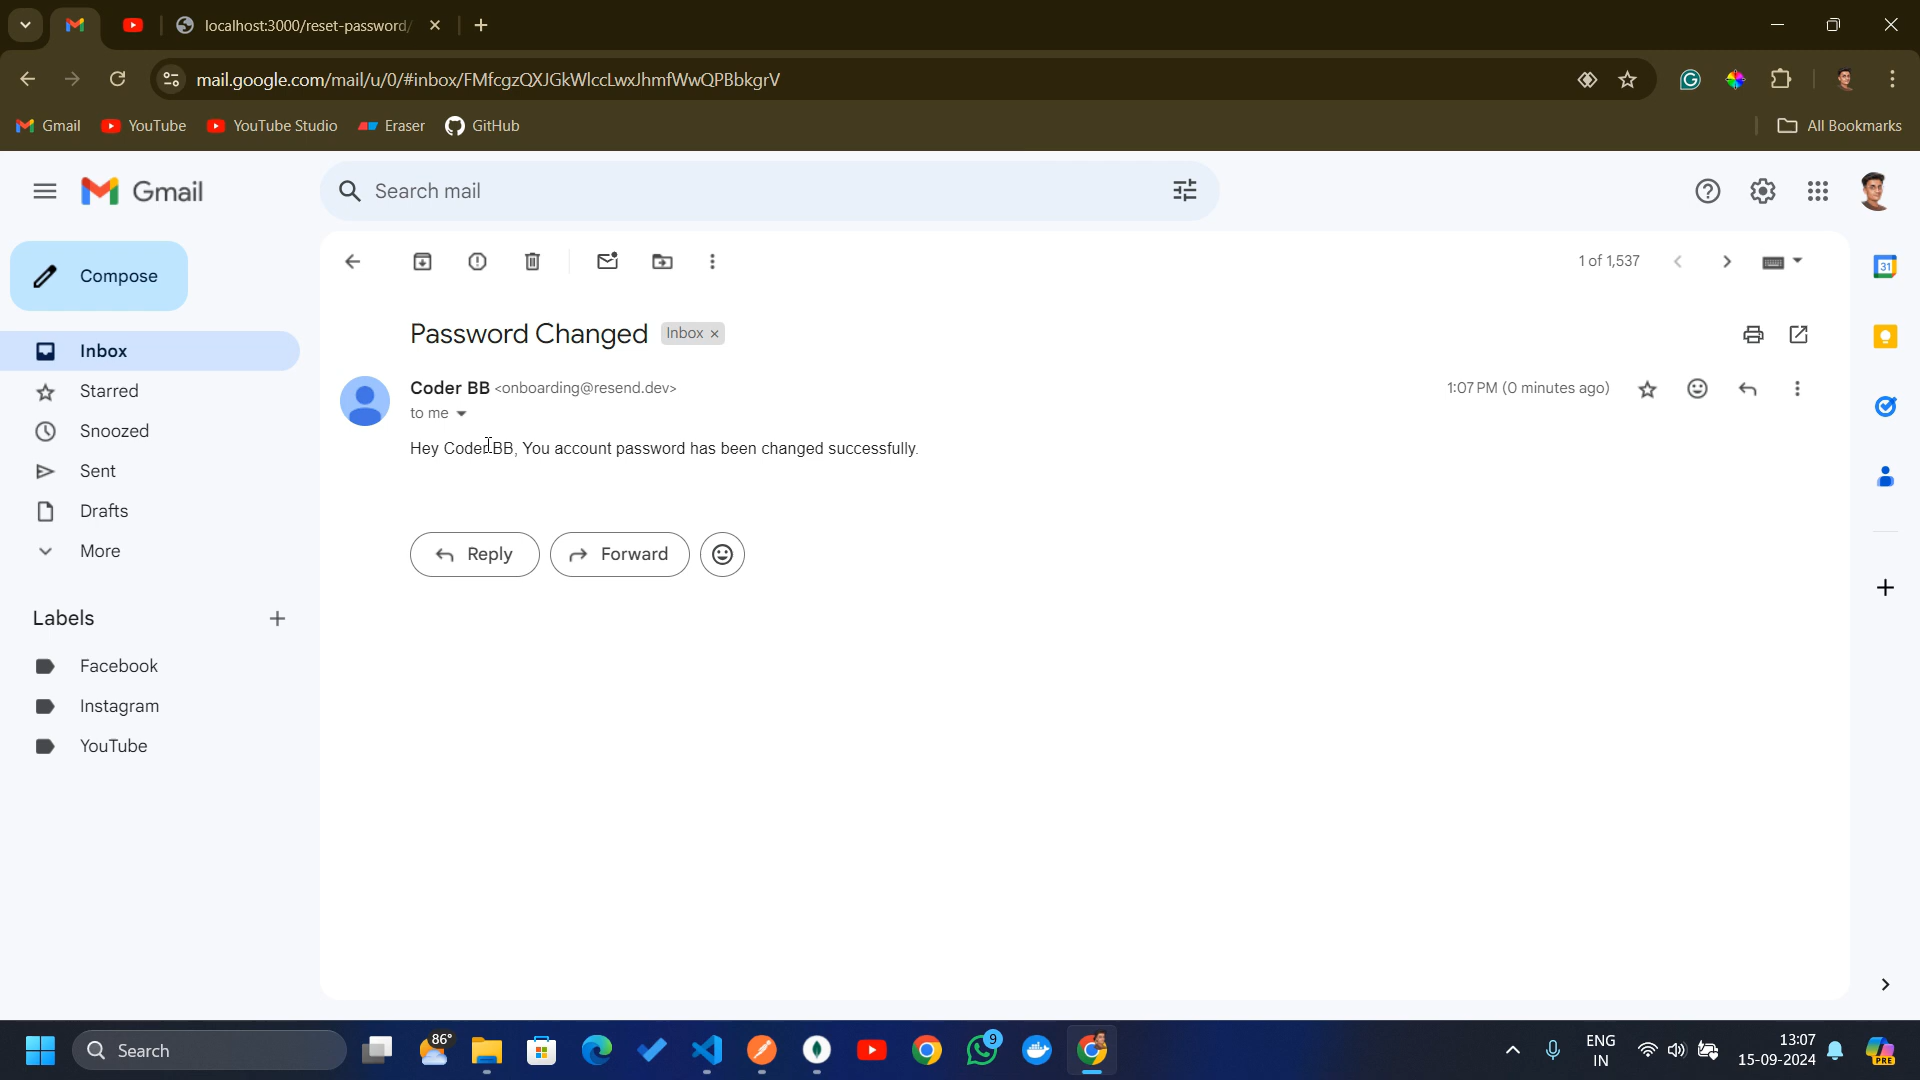 localhost:3000/reset-password/
mail.google.com/mail/u/0/#inbox/FMfcgzQXJGkWlccLwxJhmfWwQPBbkgrV
Gmail
YouTube
YouTube Studio
Eraser
GitHub
All Bookmarks
Gmail
Search mail
Compose
1 of 1,537
Inbox
Starred
Snoozed
Sent
Drafts
More
Labels
Facebook
Instagram
YouTube
Password Changed Inbox ×
Coder BB <onboarding@resend.dev>
1:07 PM (0 minutes ago)
to me
Hey Coder BB, You account password has been changed successfully.
Reply
Forward
31
Search
86°
9
ENG
IN
13:07
15-09-2024
PRE